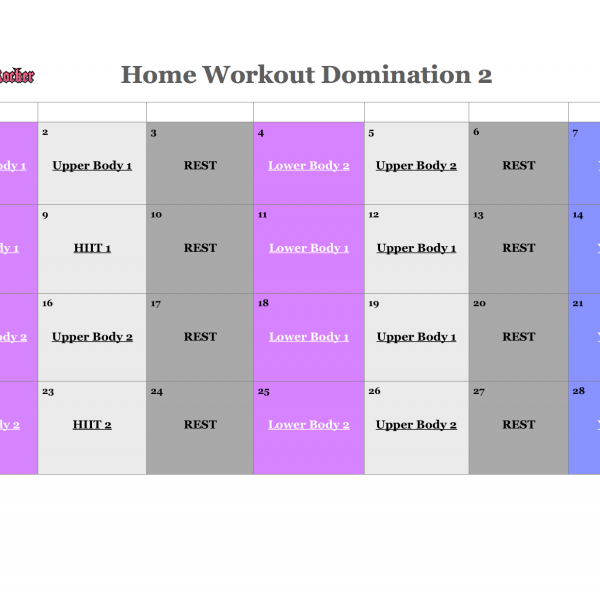 Rocker
Home Workout Domination 2
2 3 4 5 6 7
dy 1 Upper Body 1 REST Lower Body 2 Upper Body 2 REST
9 10 11 12 13 14
y 1 HIIT 1 REST Lower Body 1 Upper Body 1 REST
16 17 18 19 20 21
dy 2 Upper Body 2 REST Lower Body 1 Upper Body 1 REST
23 24 25 26 27 28
y 2 HIIT 2 REST Lower Body 2 Upper Body 2 REST